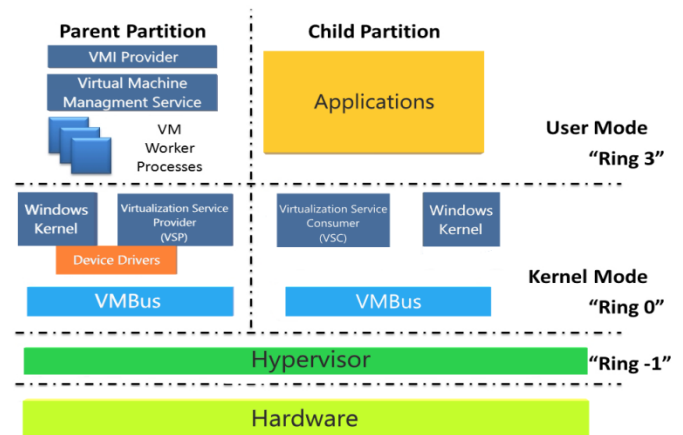 Parent Partition
VMI Provider
Virtual Machine
Managment Service
VM
Worker
Processes
Child Partition
Applications
User Mode
“Ring 3”
Windows
Kernel
Virtualization Service
Provider
(VSP)
Device Drivers
VMBus
Virtualization Service
Consumer
(VSC)
Windows
Kernel
VMBus
Kernel Mode
“Ring 0”
Hypervisor
“Ring -1”
Hardware